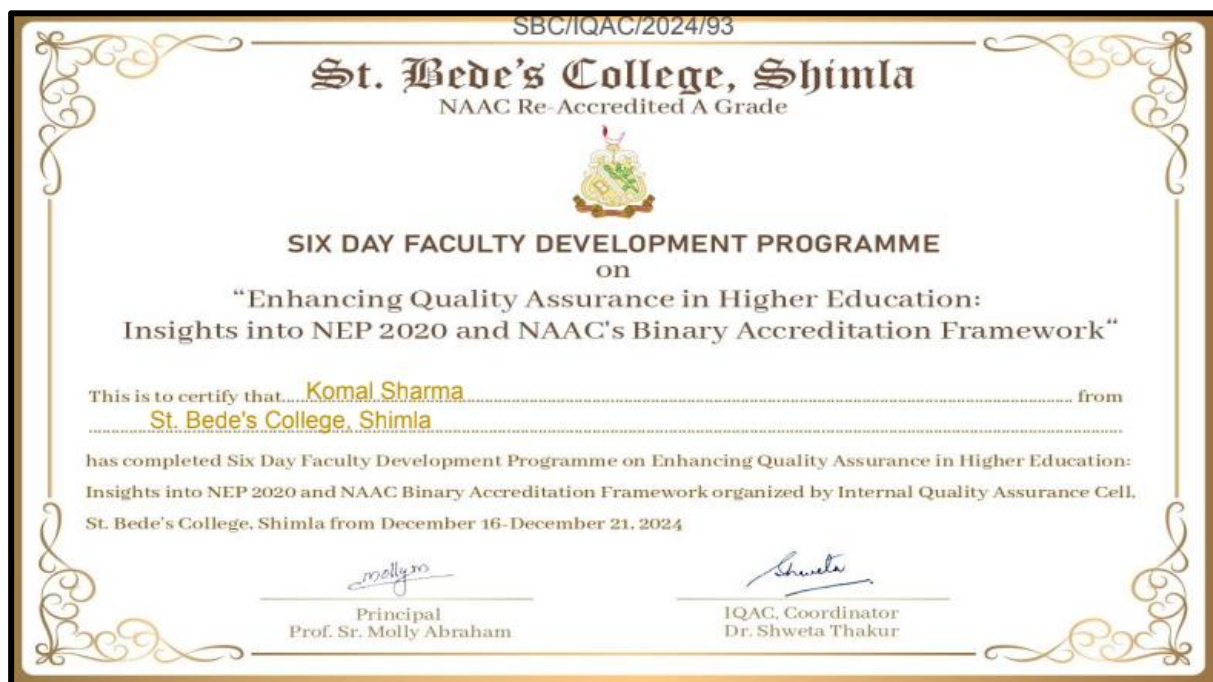 SBC/IQAC/2024/93
St. Bede's College, Shimla
NAAC Re-Accredited A Grade
SIX DAY FACULTY DEVELOPMENT PROGRAMME
on
“Enhancing Quality Assurance in Higher Education:
Insights into NEP 2020 and NAAC's Binary Accreditation Framework“
This is to certify that Komal Sharma from
St. Bede's College, Shimla
has completed Six Day Faculty Development Programme on Enhancing Quality Assurance in Higher Education:
Insights into NEP 2020 and NAAC Binary Accreditation Framework organized by Internal Quality Assurance Cell,
St. Bede's College, Shimla from December 16-December 21, 2024
mollym
Shweta
Principal
Prof. Sr. Molly Abraham
IQAC, Coordinator
Dr. Shweta Thakur